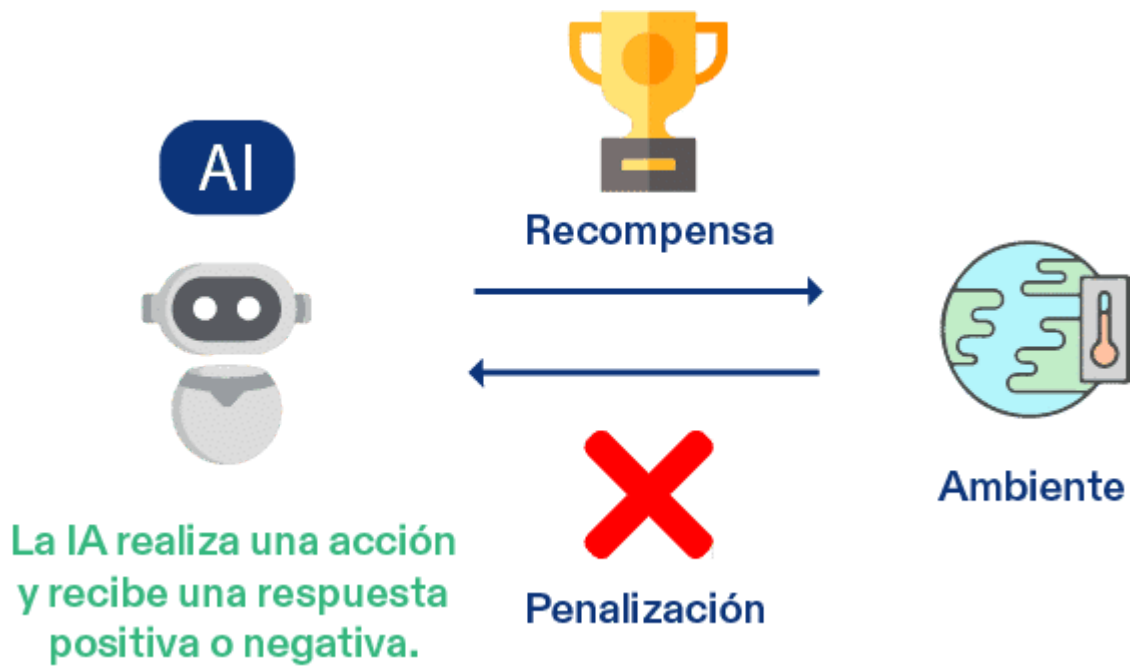 AI
Recompensa
Ambiente
La IA realiza una acción
y recibe una respuesta
positiva o negativa.
Penalización